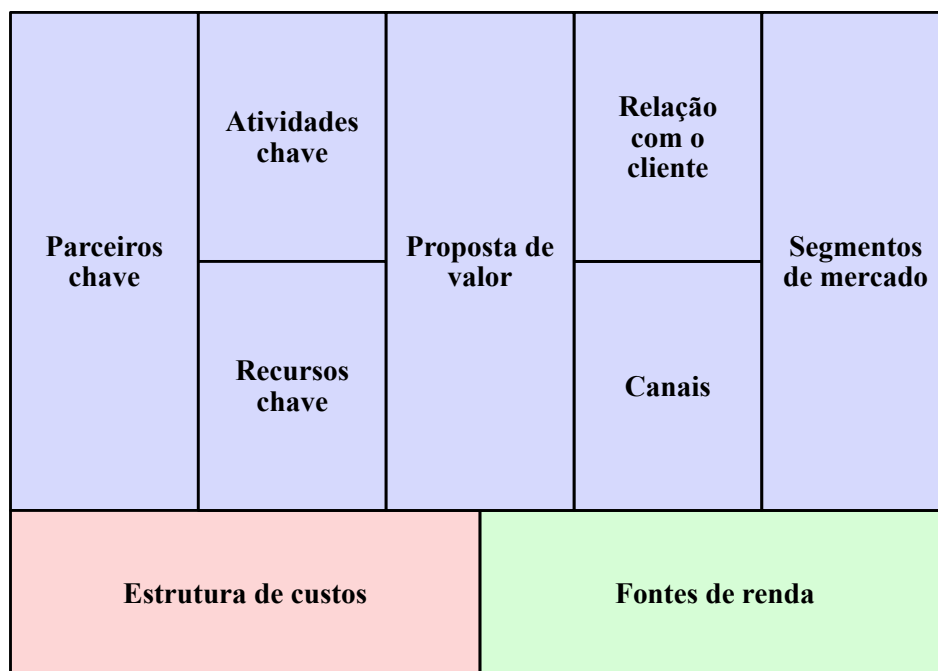 Parceiros
chave
Atividades
chave
Recursos
chave
Proposta de
valor
Relação
com o
cliente
Canais
Segmentos
de mercado
Estrutura de custos
Fontes de renda